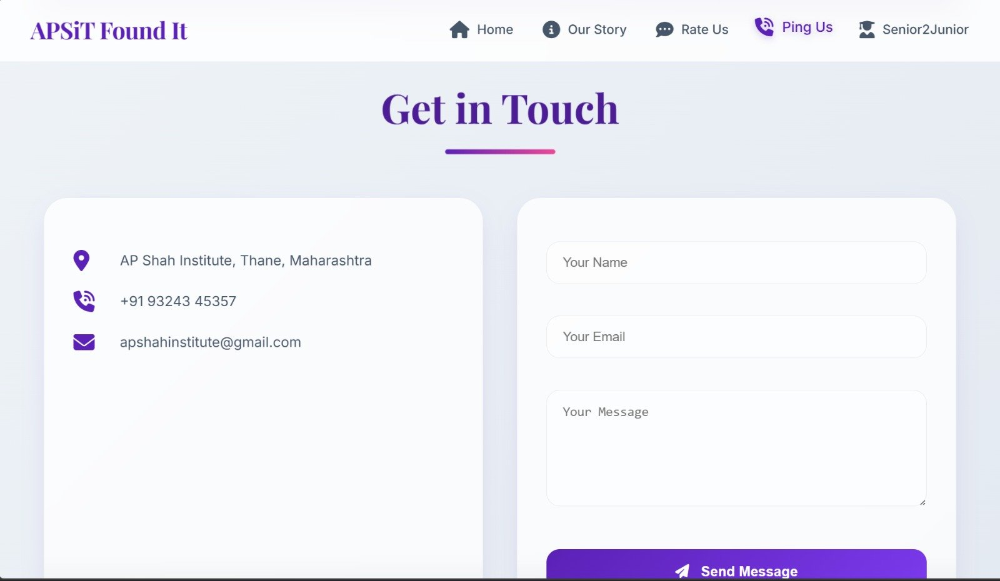 APSiT Found It
Home
Our Story
Rate Us
Ping Us
Senior2Junior
Get in Touch
AP Shah Institute, Thane, Maharashtra
+91 93243 45357
apshahinstitute@gmail.com
Your Name
Your Email
Your Message
Send Message